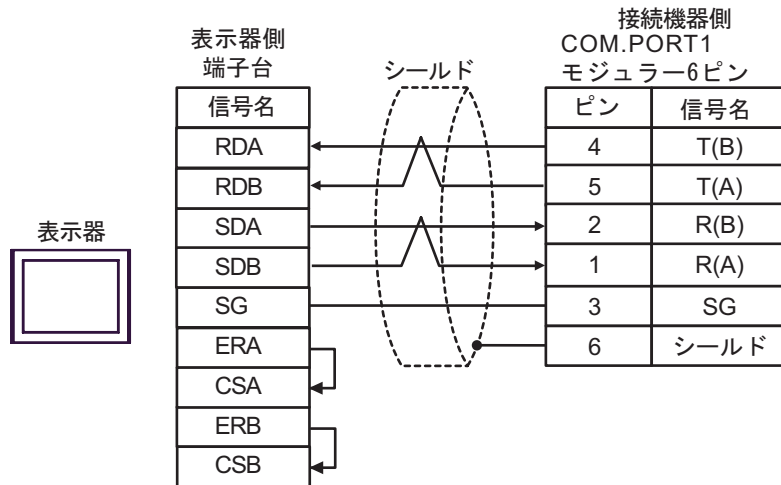 接続機器側
COM.PORT1
モジュラー6ピン
表示器側
端子台
シールド
表示器
信号名
RDA
RDB
SDA
SDB
SG
ERA
CSA
ERB
CSB
ピン 信号名
4 T(B)
5 T(A)
2 R(B)
1 R(A)
3 SG
6 シールド